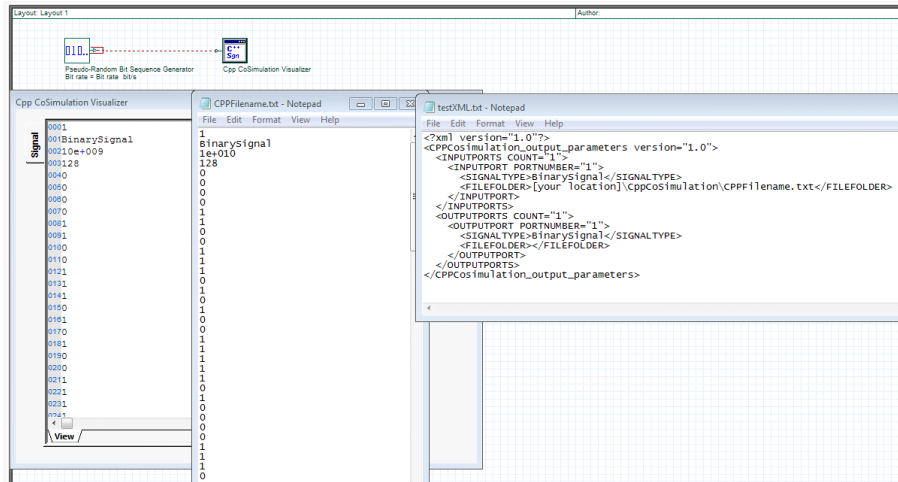 Layout: Layout 1
Author:
010..
C++
Sgn
Pseudo-Random Bit Sequence Generator
Bit rate = Bit rate bit/s
Cpp CoSimulation Visualizer
Cpp CoSimulation Visualizer
Signal
0001
001BinarySignal
00210e+009
003128
0040
0050
0060
0070
0081
0091
0100
0110
0121
0131
0141
0150
0161
0170
0181
0190
0200
0211
0221
0231
0241
View
CPPFilename.txt - Notepad
File Edit Format View Help
1
BinarySignal
1e+010
128
0
0
0
0
1
1
0
0
1
1
1
0
1
0
1
0
0
1
1
1
1
1
0
1
0
0
0
0
1
1
1
0
testXML.txt - Notepad
File Edit Format View Help
<?xml version="1.0"?>
<CPPCosimulation_output_parameters version="1.0">
<INPUTPORTS COUNT="1">
<INPUTPORT PORTNUMBER="1">
<SIGNALTYPE>BinarySignal</SIGNALTYPE>
<FILEFOLDER>[your location]\CppCoSimulation\CPPFilename.txt</FILEFOLDER>
</INPUTPORT>
</INPUTPORTS>
<OUTPUTPORTS COUNT="1">
<OUTPUTPORT PORTNUMBER="1">
<SIGNALTYPE>BinarySignal</SIGNALTYPE>
<FILEFOLDER></FILEFOLDER>
</OUTPUTPORT>
</OUTPUTPORTS>
</CPPCosimulation_output_parameters>